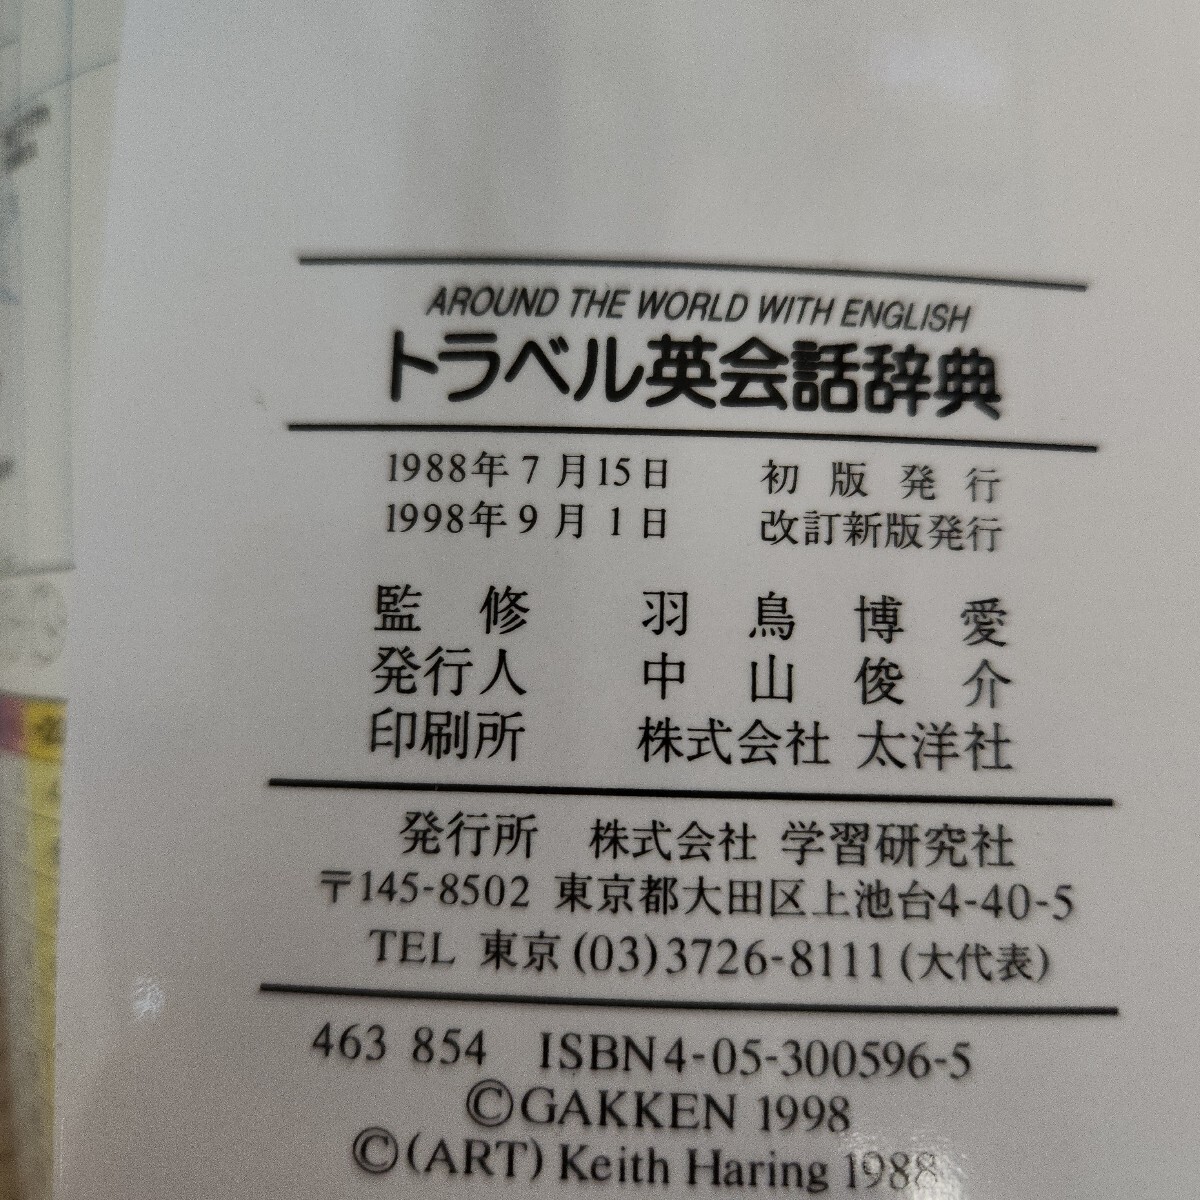 AROUND THE WORLD WITH ENGLISH
トラベル英会話辞典
1988年7月15日 初版発行
1998年9月1日 改訂新版発行
監修 羽鳥博愛
発行人 中山俊介
印刷所 株式会社 太洋社
発行所 株式会社 学習研究社
〒145-8502 東京都大田区上池台4-40-5
TEL 東京(03)3726-8111(大代表)
463 854 ISBN4-05-300596-5
©GAKKEN 1998
©(ART) Keith Haring 1988